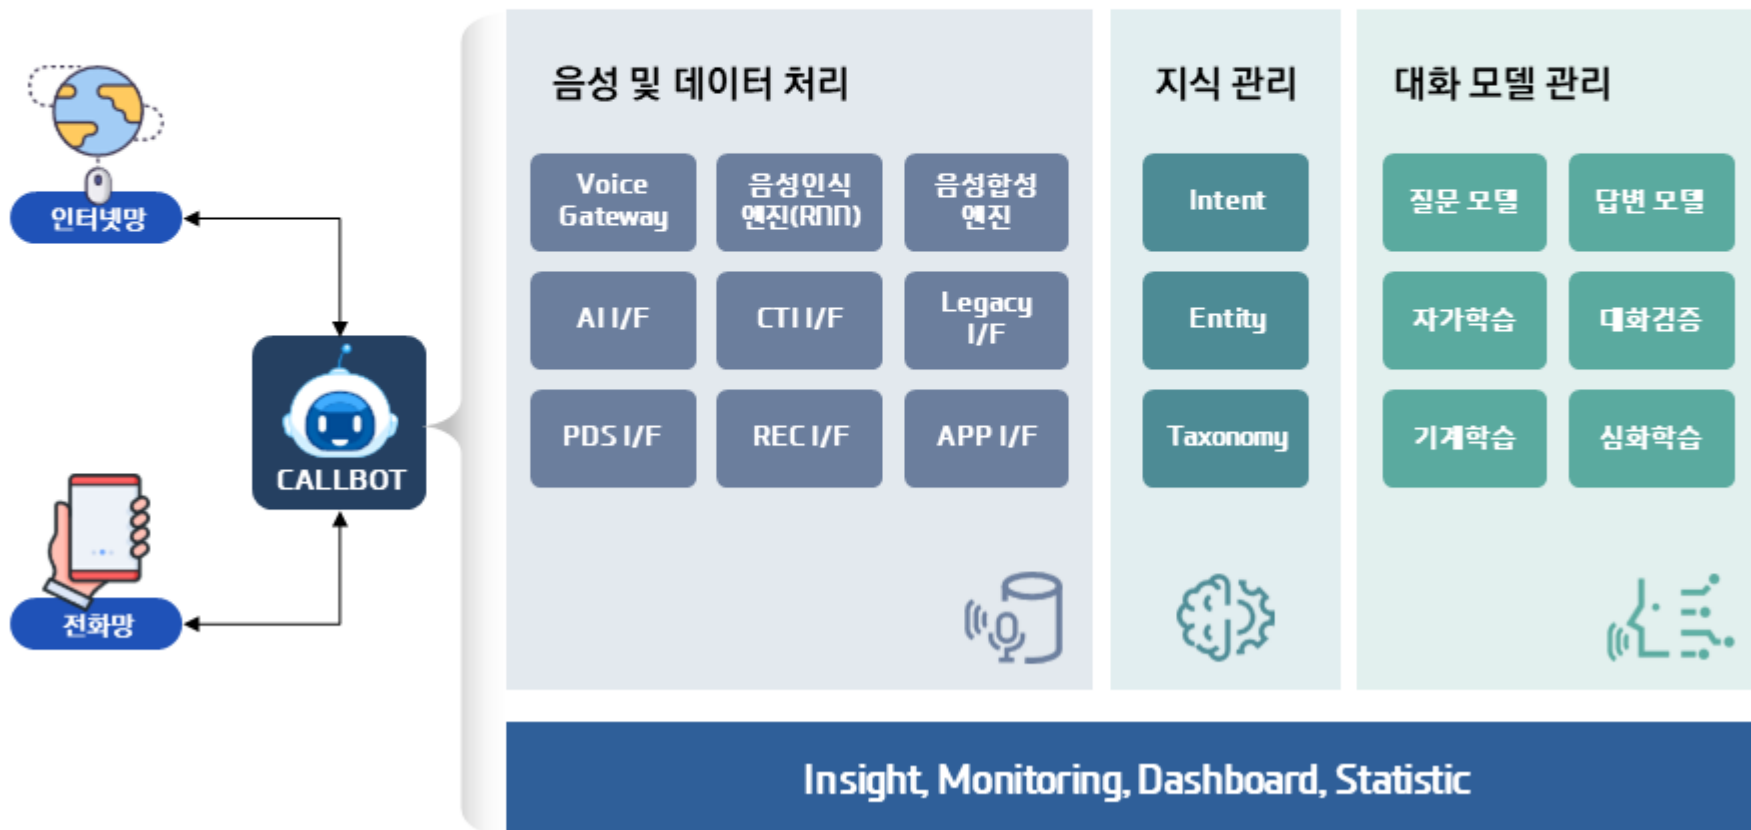 인터넷망
전화망
CALLBOT
음성 및 데이터 처리
Voice
Gateway
음성인식
엔진(RNN)
음성합성
엔진
AI I/F
CTI I/F
Legacy
I/F
PDS I/F
REC I/F
APP I/F
지식 관리
Intent
Entity
Taxonomy
대화 모델 관리
질문 모델
답변 모델
자가학습
대화검증
기계학습
심화학습
Insight, Monitoring, Dashboard, Statistic